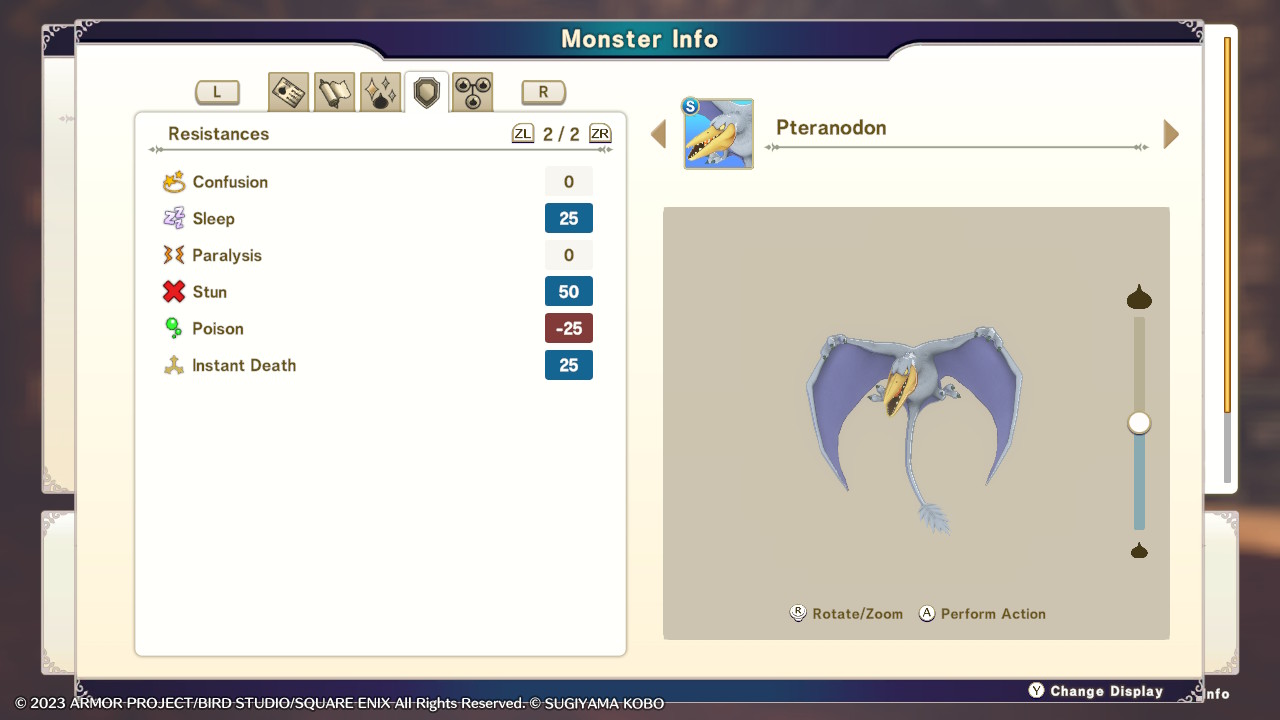 Monster Info
L
R
Resistances ZL 2 / 2 ZR
Confusion 0
Sleep 25
Paralysis 0
Stun 50
Poison -25
Instant Death 25
S
Pteranodon
R Rotate/Zoom A Perform Action
Y Change Display
nfo
© 2023 ARMOR PROJECT/BIRD STUDIO/SQUARE ENIX All Rights Reserved. © SUGIYAMA KOBO